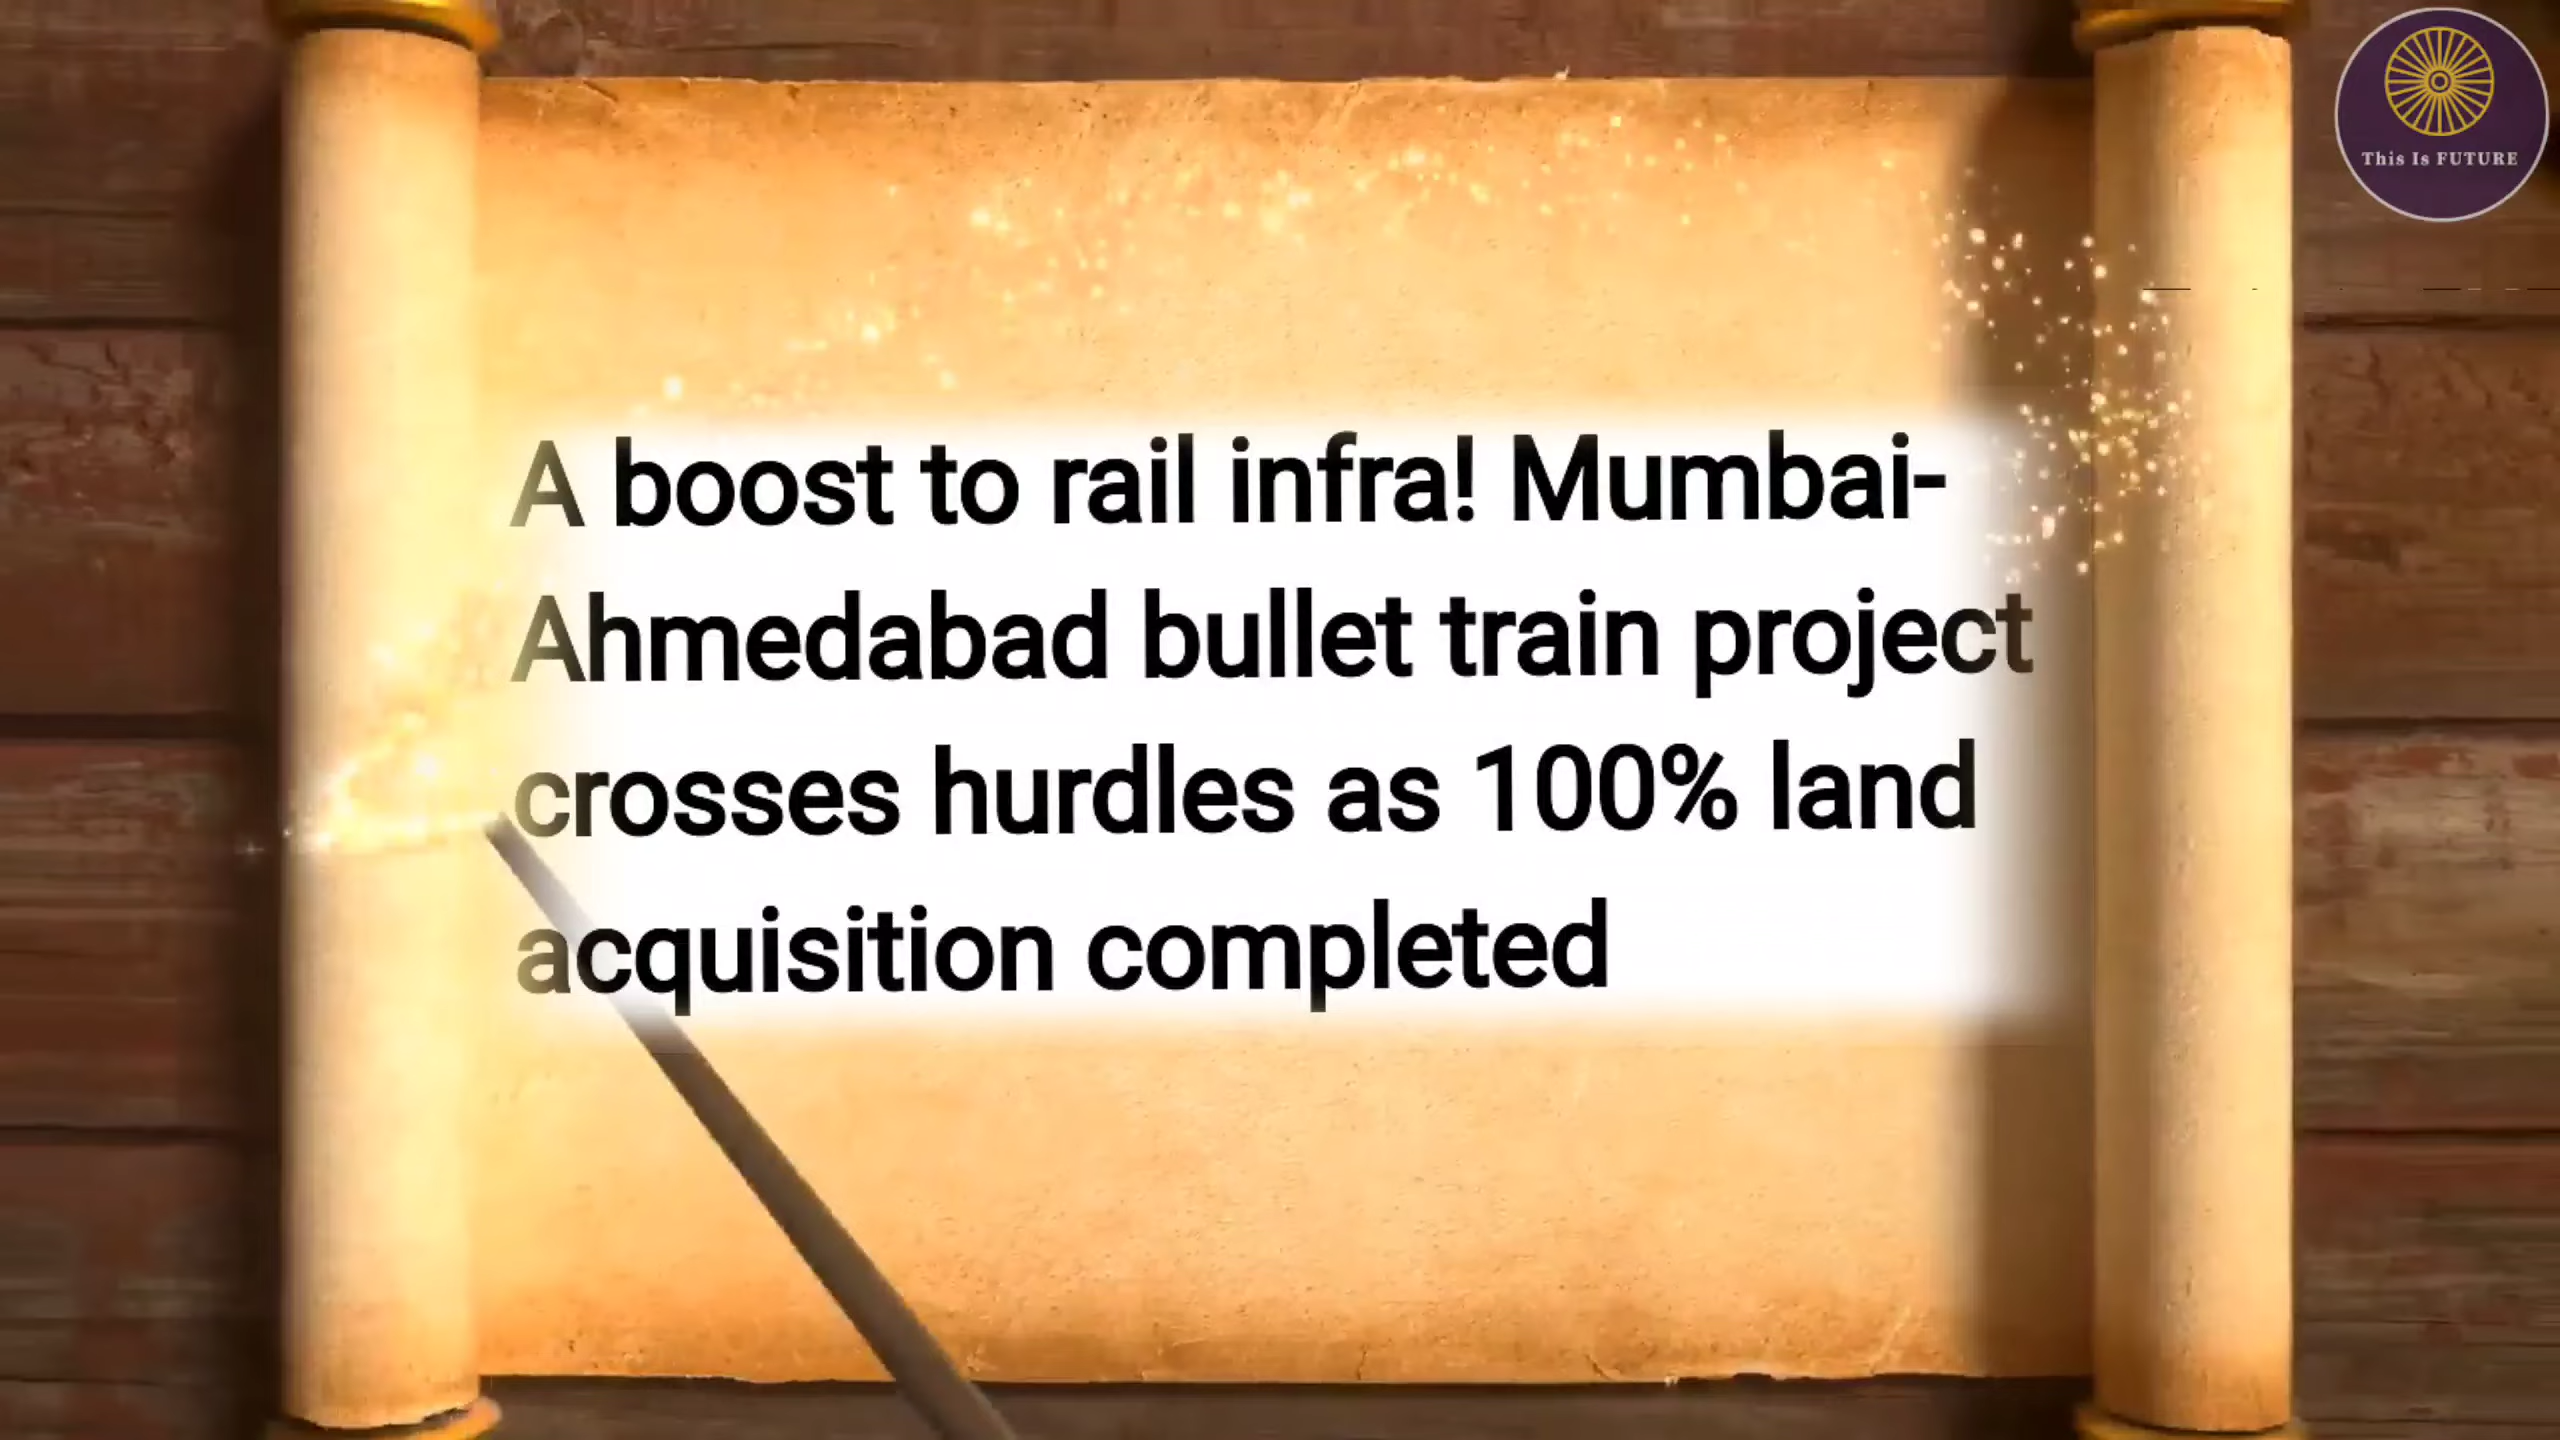 This Is FUTURE
A boost to rail infra! Mumbai-
Ahmedabad bullet train project
crosses hurdles as 100% land
acquisition completed